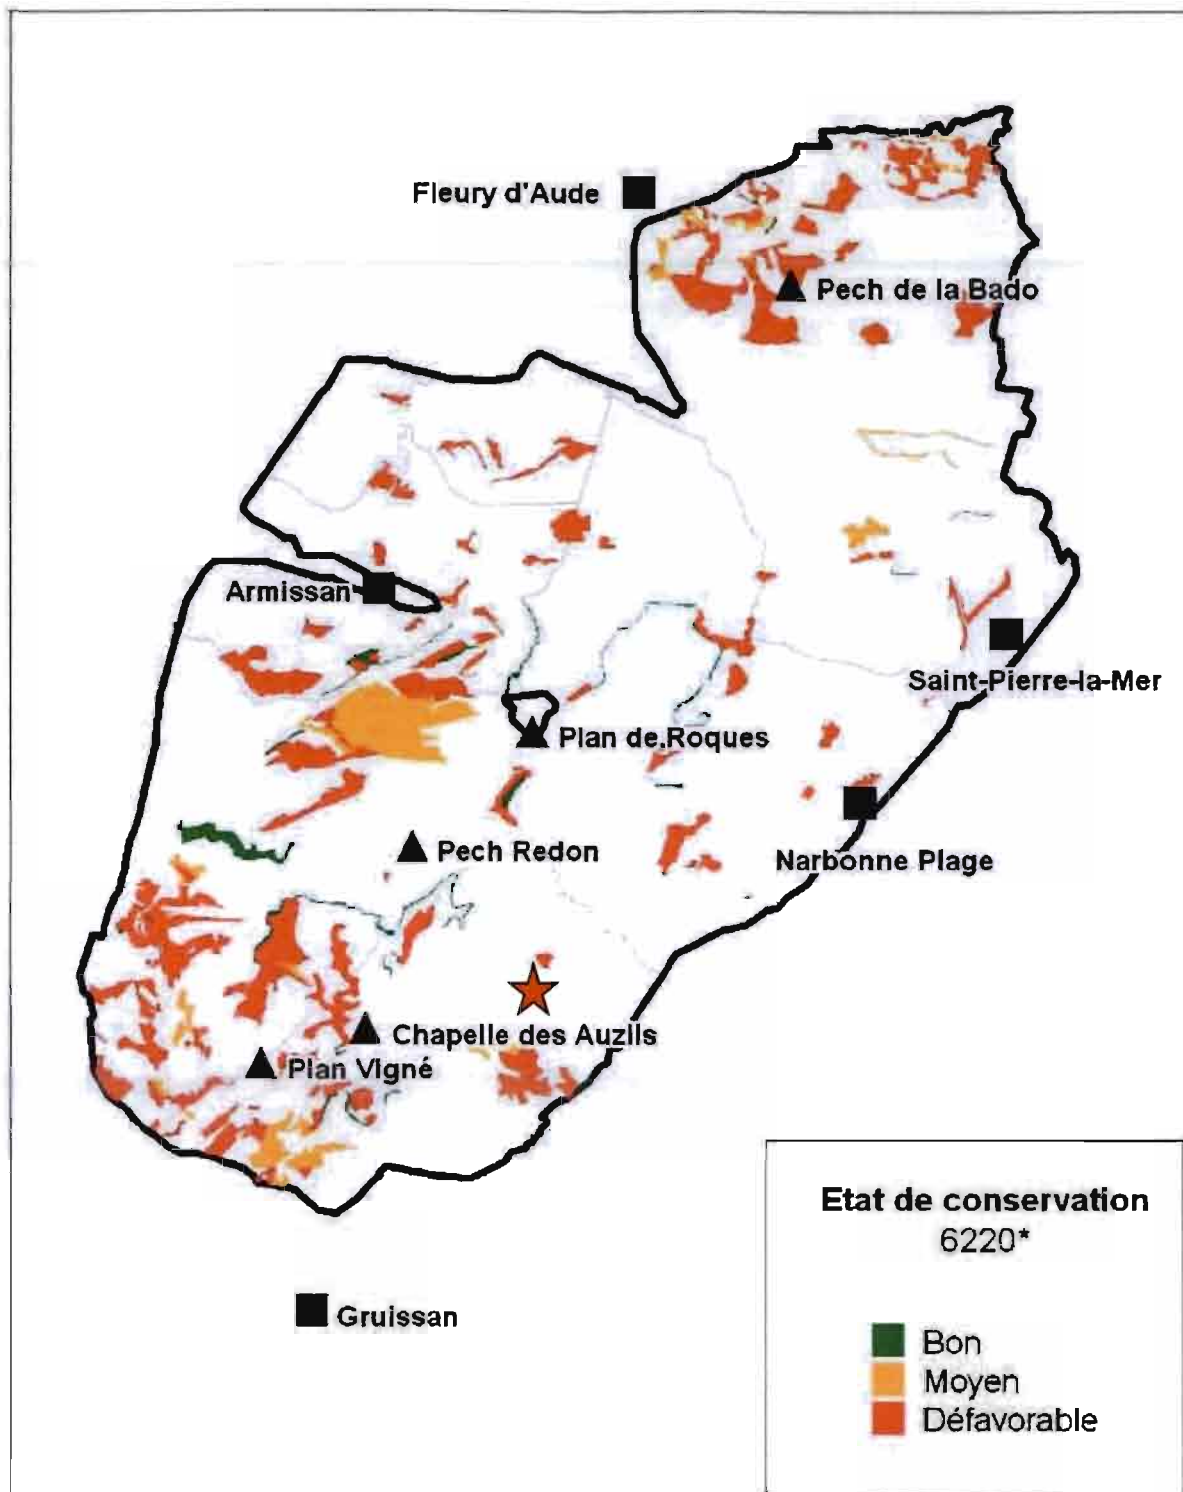 Fleury d'Aude
Pech de la Bado
Armissan
Saint-Pierre-la-Mer
Plan de Roques
Pech Redon
Narbonne Plage
Chapelle des Auzils
Plan Vigné
Etat de conservation
6220*
Gruissan
Bon
Moyen
Défavorable